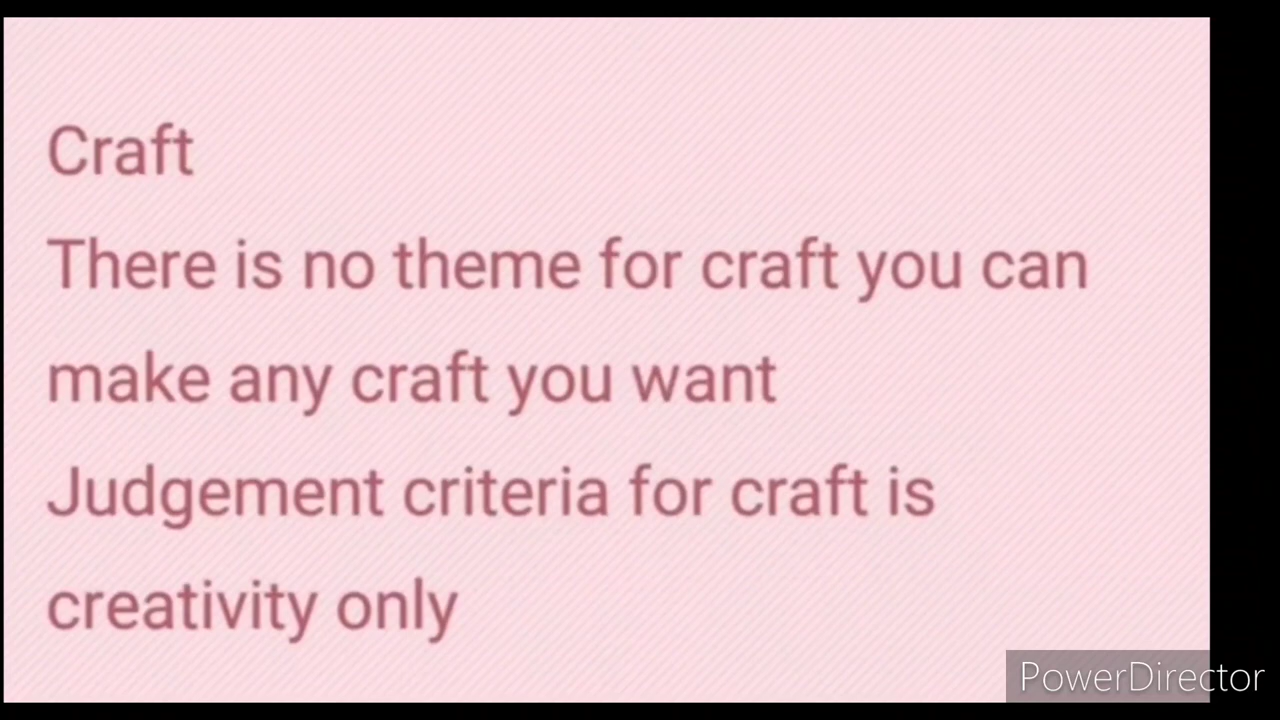 Craft
There is no theme for craft you can
make any craft you want
Judgement criteria for craft is
creativity only
PowerDirector